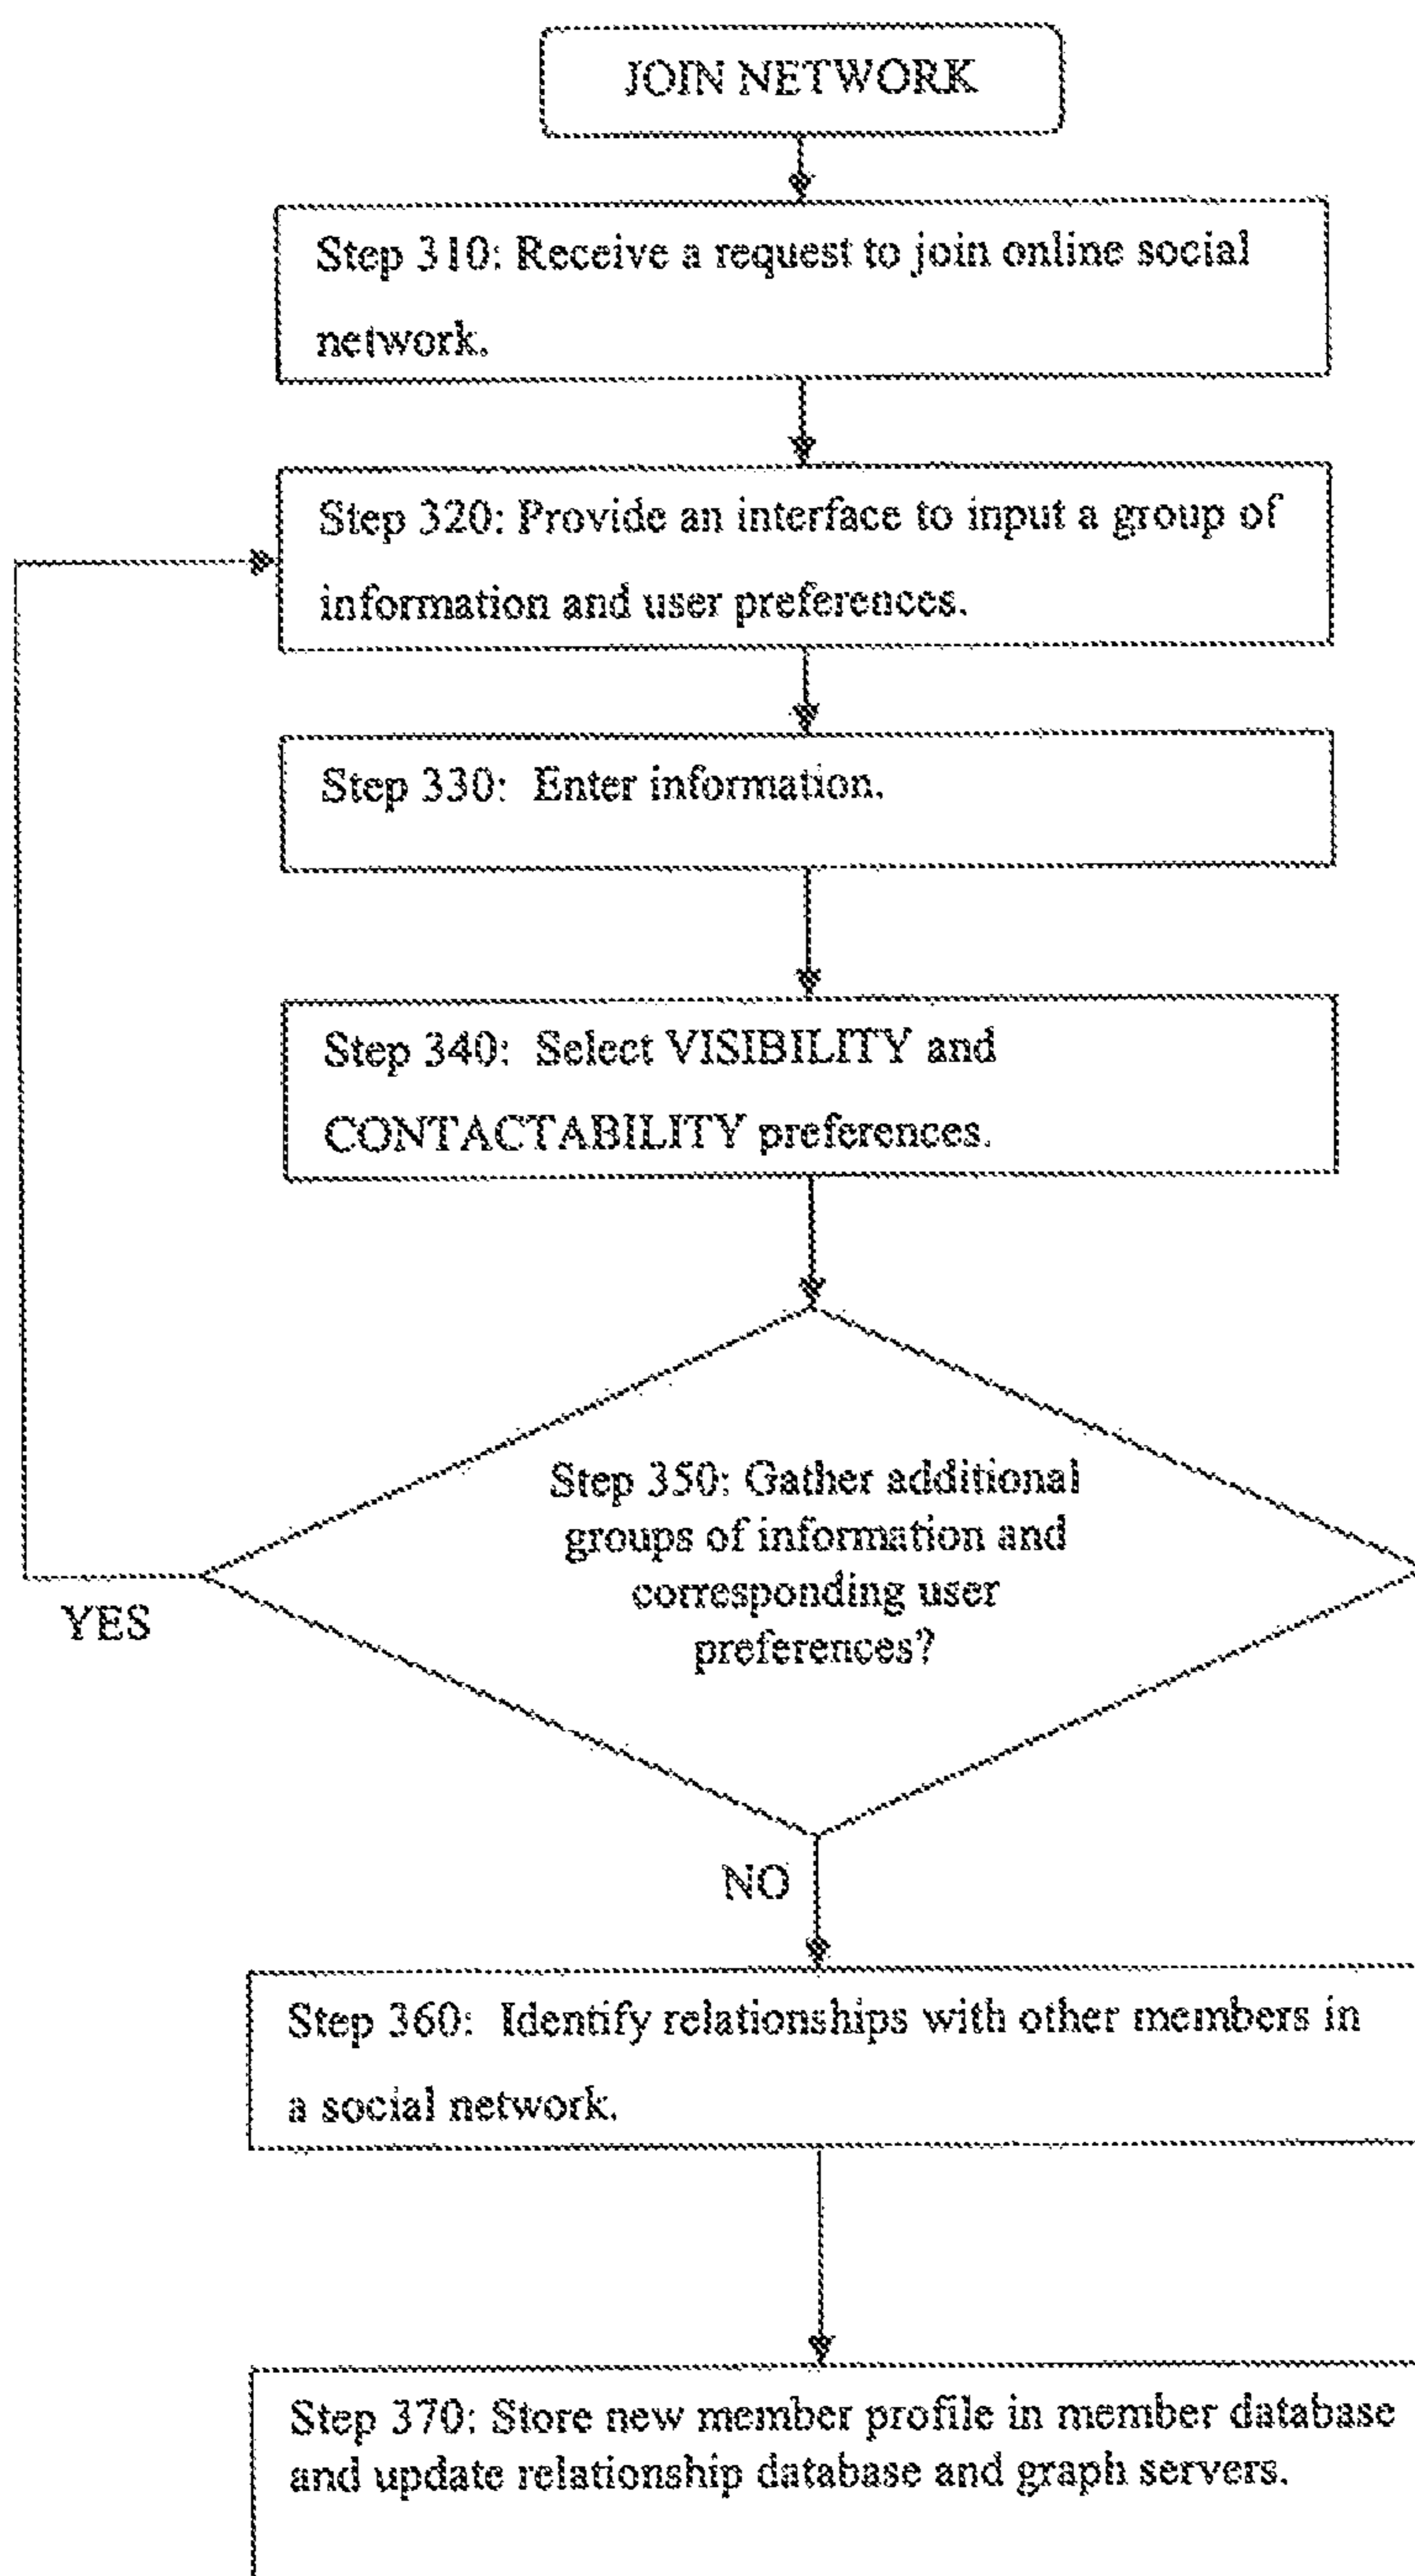 JOIN NETWORK
Step 310: Receive a request to join online social
network.
Step 320: Provide an interface to input a group of
information and user preferences.
Step 330: Enter information.
Step 340: Select VISIBILITY and
CONTACTABILITY preferences.
Step 350: Gather additional
groups of information and
corresponding user
preferences?
YES
NO
Step 360: Identify relationships with other members in
a social network.
Step 370: Store new member profile in member database
and update relationship database and graph servers.